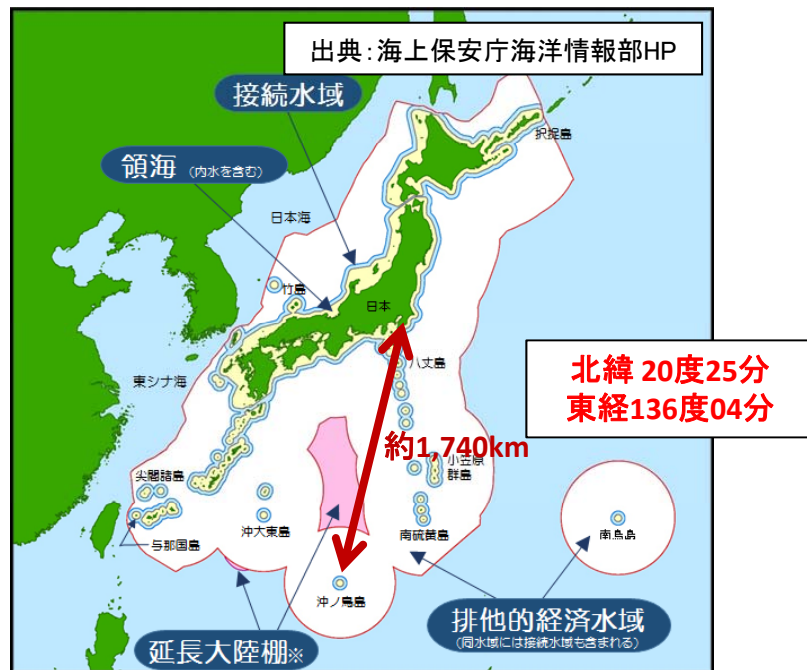 出典：海上保安庁海洋情報部HP
接続水域
択捉島
領海 （内水を含む）
日本海
竹島
日本
北緯 20度25分
東経136度04分
八丈島
東シナ海
約1,740km
小笠原
群島
尖閣諸島
与那国島
沖大東島
南硫黄島
南鳥島
沖ノ鳥島
排他的経済水域
（同水域には接続水域も含まれる）
延長大陸棚※